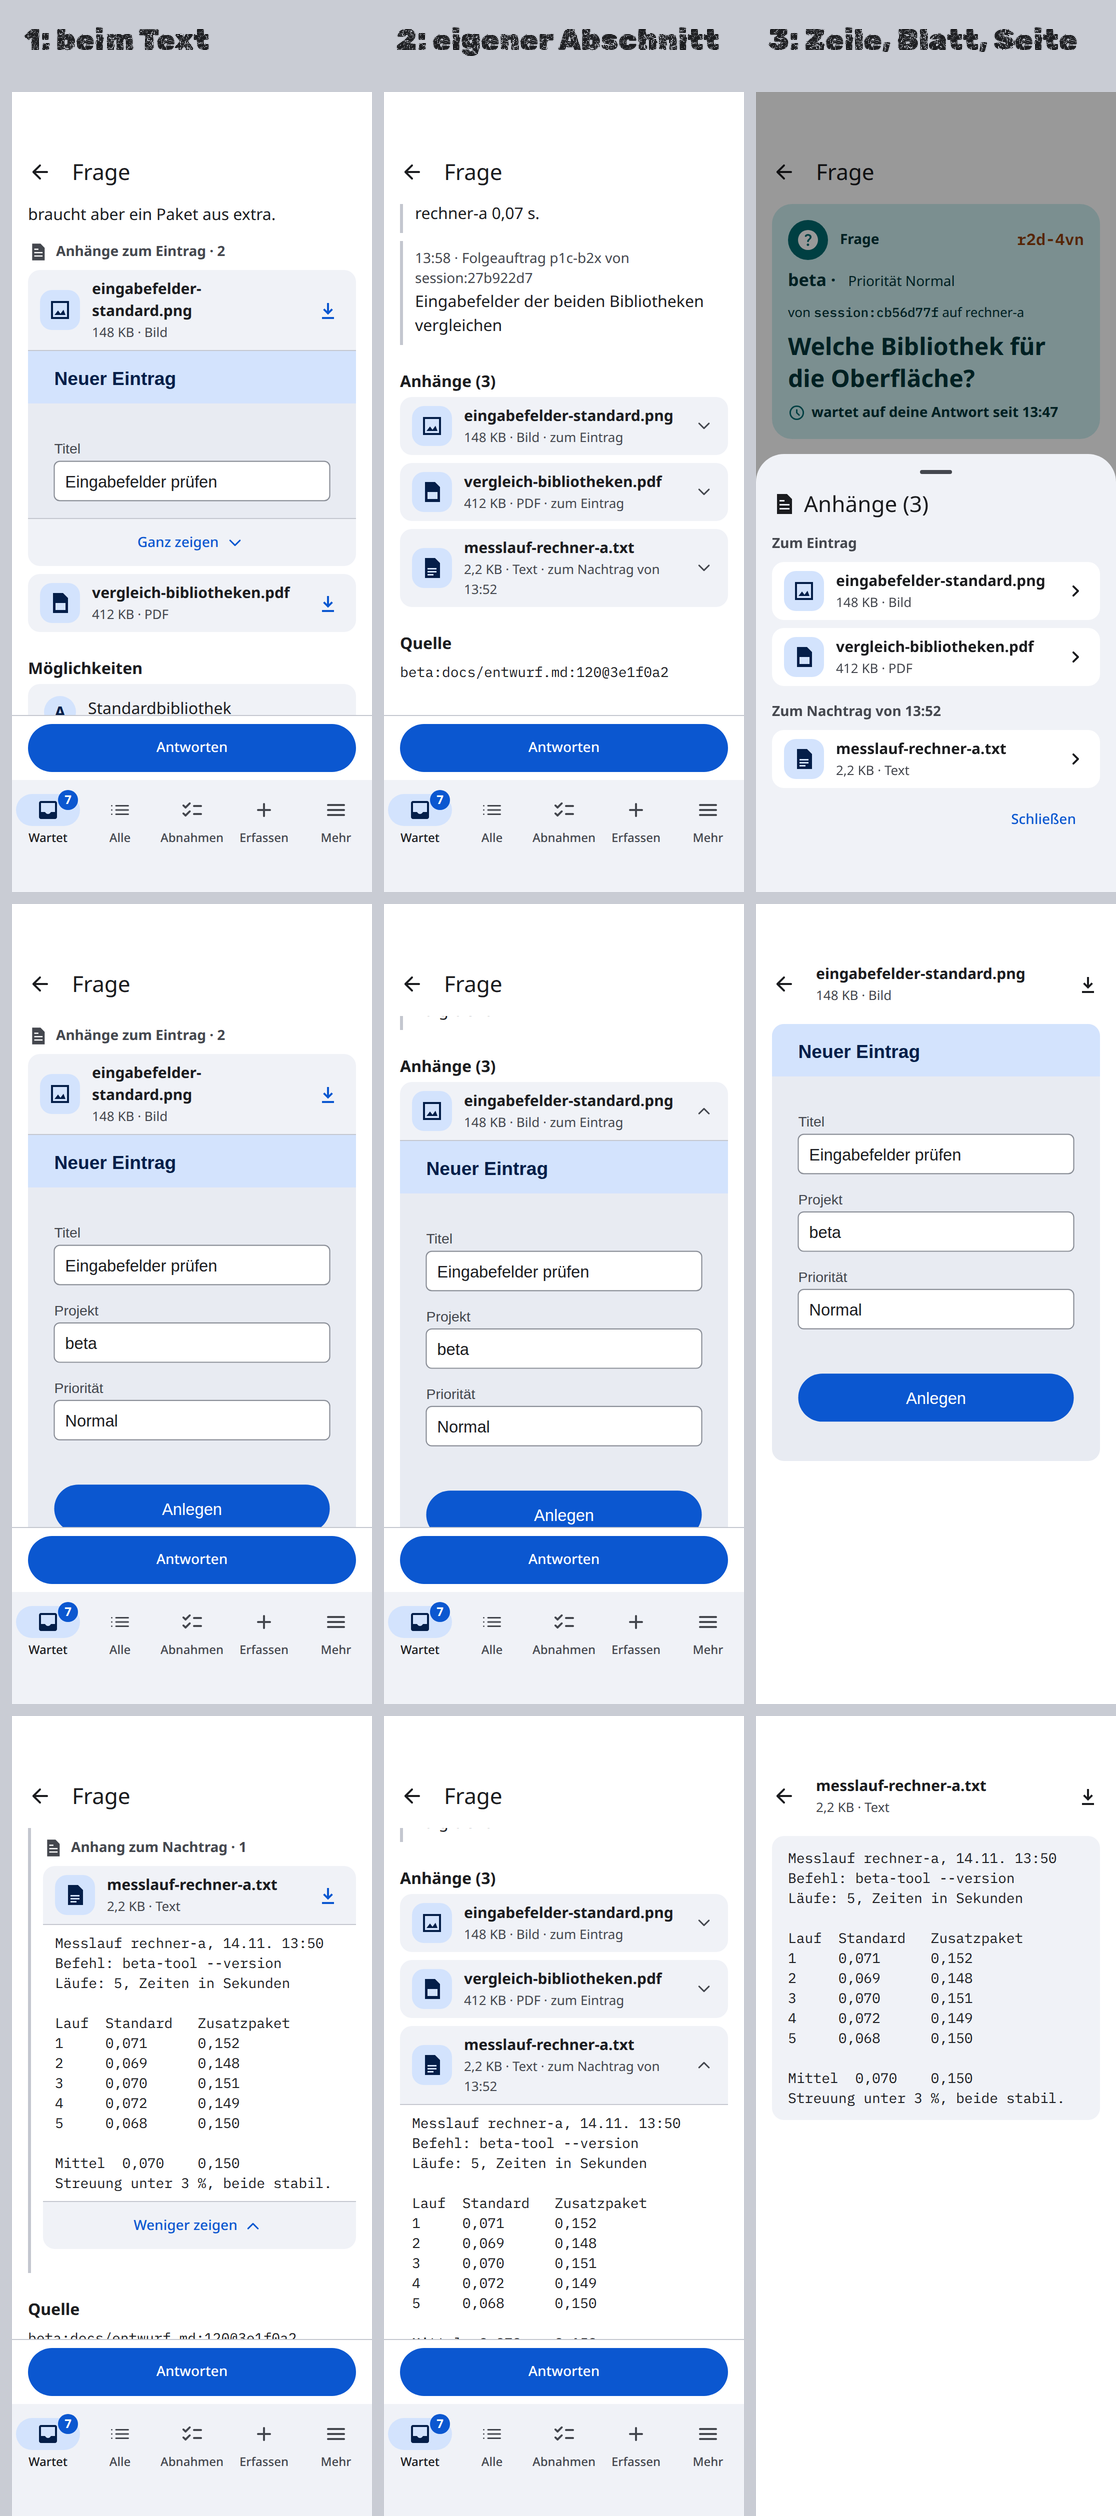 1: beim Text
2: eigener Abschnitt
3: Zeile, Blatt, Seite
Frage
braucht aber ein Paket aus extra.
Anhänge zum Eintrag · 2
eingabefelder-
standard.png
148 KB · Bild
Neuer Eintrag
Titel
Eingabefelder prüfen
Ganz zeigen
vergleich-bibliotheken.pdf
412 KB · PDF
Möglichkeiten
A
Standardbibliothek
Antworten
7
Wartet
Alle
Abnahmen
Erfassen
Mehr
Frage
rechner-a 0,07 s.
13:58 · Folgeauftrag p1c-b2x von
session:27b922d7
Eingabefelder der beiden Bibliotheken
vergleichen
Anhänge (3)
eingabefelder-standard.png
148 KB · Bild · zum Eintrag
vergleich-bibliotheken.pdf
412 KB · PDF · zum Eintrag
messlauf-rechner-a.txt
2,2 KB · Text · zum Nachtrag von
13:52
Quelle
beta:docs/entwurf.md:120@3e1f0a2
Antworten
7
Wartet
Alle
Abnahmen
Erfassen
Mehr
Frage
Frage
r2d-4vn
beta · Priorität Normal
von session:cb56d77f auf rechner-a
Welche Bibliothek für
die Oberfläche?
wartet auf deine Antwort seit 13:47
Anhänge (3)
Zum Eintrag
eingabefelder-standard.png
148 KB · Bild
vergleich-bibliotheken.pdf
412 KB · PDF
Zum Nachtrag von 13:52
messlauf-rechner-a.txt
2,2 KB · Text
Schließen
Frage
Anhänge zum Eintrag · 2
eingabefelder-
standard.png
148 KB · Bild
Neuer Eintrag
Titel
Eingabefelder prüfen
Projekt
beta
Priorität
Normal
Anlegen
Antworten
7
Wartet
Alle
Abnahmen
Erfassen
Mehr
Frage
Anhänge (3)
eingabefelder-standard.png
148 KB · Bild · zum Eintrag
Neuer Eintrag
Titel
Eingabefelder prüfen
Projekt
beta
Priorität
Normal
Anlegen
Antworten
7
Wartet
Alle
Abnahmen
Erfassen
Mehr
eingabefelder-standard.png
148 KB · Bild
Neuer Eintrag
Titel
Eingabefelder prüfen
Projekt
beta
Priorität
Normal
Anlegen
Frage
Anhang zum Nachtrag · 1
messlauf-rechner-a.txt
2,2 KB · Text
Messlauf rechner-a, 14.11. 13:50
Befehl: beta-tool --version
Läufe: 5, Zeiten in Sekunden
Lauf Standard Zusatzpaket
1 0,071 0,152
2 0,069 0,148
3 0,070 0,151
4 0,072 0,149
5 0,068 0,150
Mittel 0,070 0,150
Streuung unter 3 %, beide stabil.
Weniger zeigen
Quelle
beta:docs/entwurf.md:120@3e1f0a2
Antworten
7
Wartet
Alle
Abnahmen
Erfassen
Mehr
Frage
Anhänge (3)
eingabefelder-standard.png
148 KB · Bild · zum Eintrag
vergleich-bibliotheken.pdf
412 KB · PDF · zum Eintrag
messlauf-rechner-a.txt
2,2 KB · Text · zum Nachtrag von
13:52
Messlauf rechner-a, 14.11. 13:50
Befehl: beta-tool --version
Läufe: 5, Zeiten in Sekunden
Lauf Standard Zusatzpaket
1 0,071 0,152
2 0,069 0,148
3 0,070 0,151
4 0,072 0,149
5 0,068 0,150
Antworten
7
Wartet
Alle
Abnahmen
Erfassen
Mehr
messlauf-rechner-a.txt
2,2 KB · Text
Messlauf rechner-a, 14.11. 13:50
Befehl: beta-tool --version
Läufe: 5, Zeiten in Sekunden
Lauf Standard Zusatzpaket
1 0,071 0,152
2 0,069 0,148
3 0,070 0,151
4 0,072 0,149
5 0,068 0,150
Mittel 0,070 0,150
Streuung unter 3 %, beide stabil.